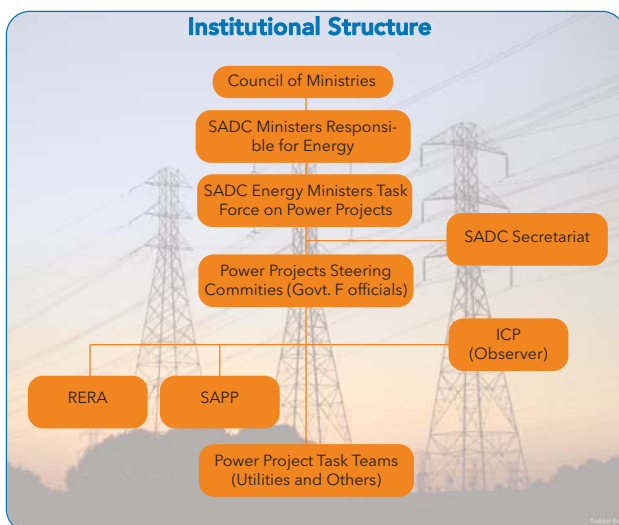 Institutional Structure
Council of Ministries
SADC Ministers Responsi-
ble for Energy
SADC Energy Ministers Task
Force on Power Projects
SADC Secretariat
Power Projects Steering
Commities (Govt. F officials)
ICP
(Observer)
RERA
SAPP
Power Project Task Teams
(Utilities and Others)